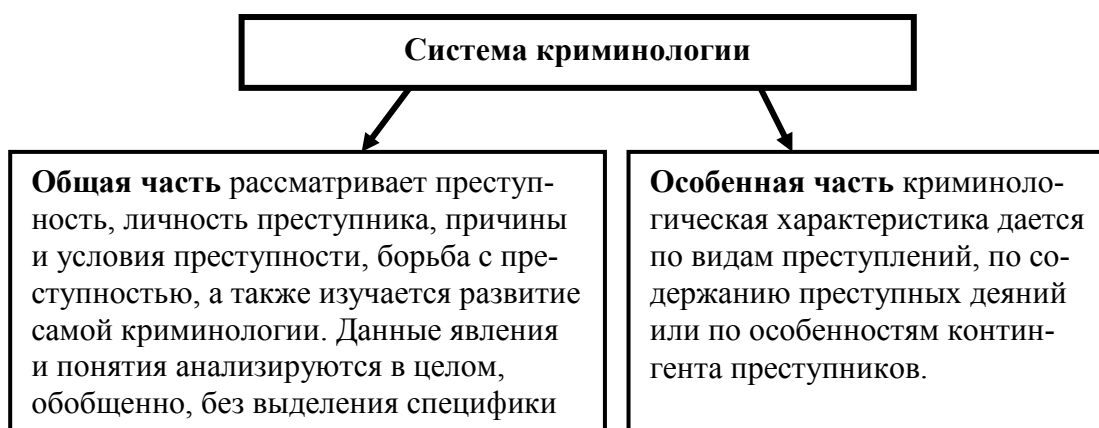 Система криминологии
Общая часть рассматривает преступ-
ность, личность преступника, причины
и условия преступности, борьба с пре-
ступностью, а также изучается развитие
самой криминологии. Данные явления
и понятия анализируются в целом,
обобщенно, без выделения специфики
Особенная часть криминоло-
гическая характеристика дается
по видам преступлений, по со-
держанию преступных деяний
или по особенностям контин-
гента преступников.